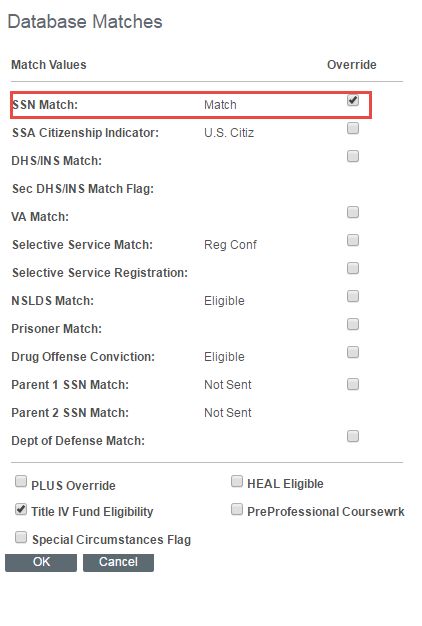 Database Matches
Match Values Override
SSN Match: Match
SSA Citizenship Indicator: U.S. Citiz
DHS/INS Match:
Sec DHS/INS Match Flag:
VA Match:
Selective Service Match: Reg Conf
Selective Service Registration:
NSLDS Match: Eligible
Prisoner Match:
Drug Offense Conviction: Eligible
Parent 1 SSN Match: Not Sent
Parent 2 SSN Match: Not Sent
Dept of Defense Match:
PLUS Override HEAL Eligible
Title IV Fund Eligibility PreProfessional Coursewrk
Special Circumstances Flag
OK Cancel